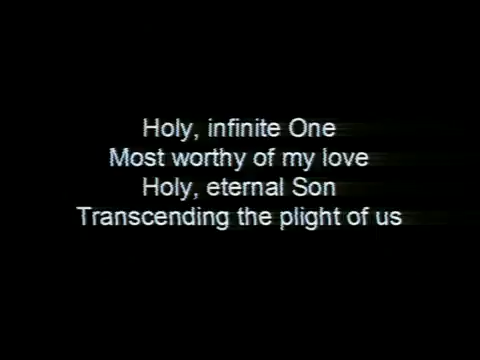 Holy, infinite One
Most worthy of my love
Holy, eternal Son
Transcending the plight of us